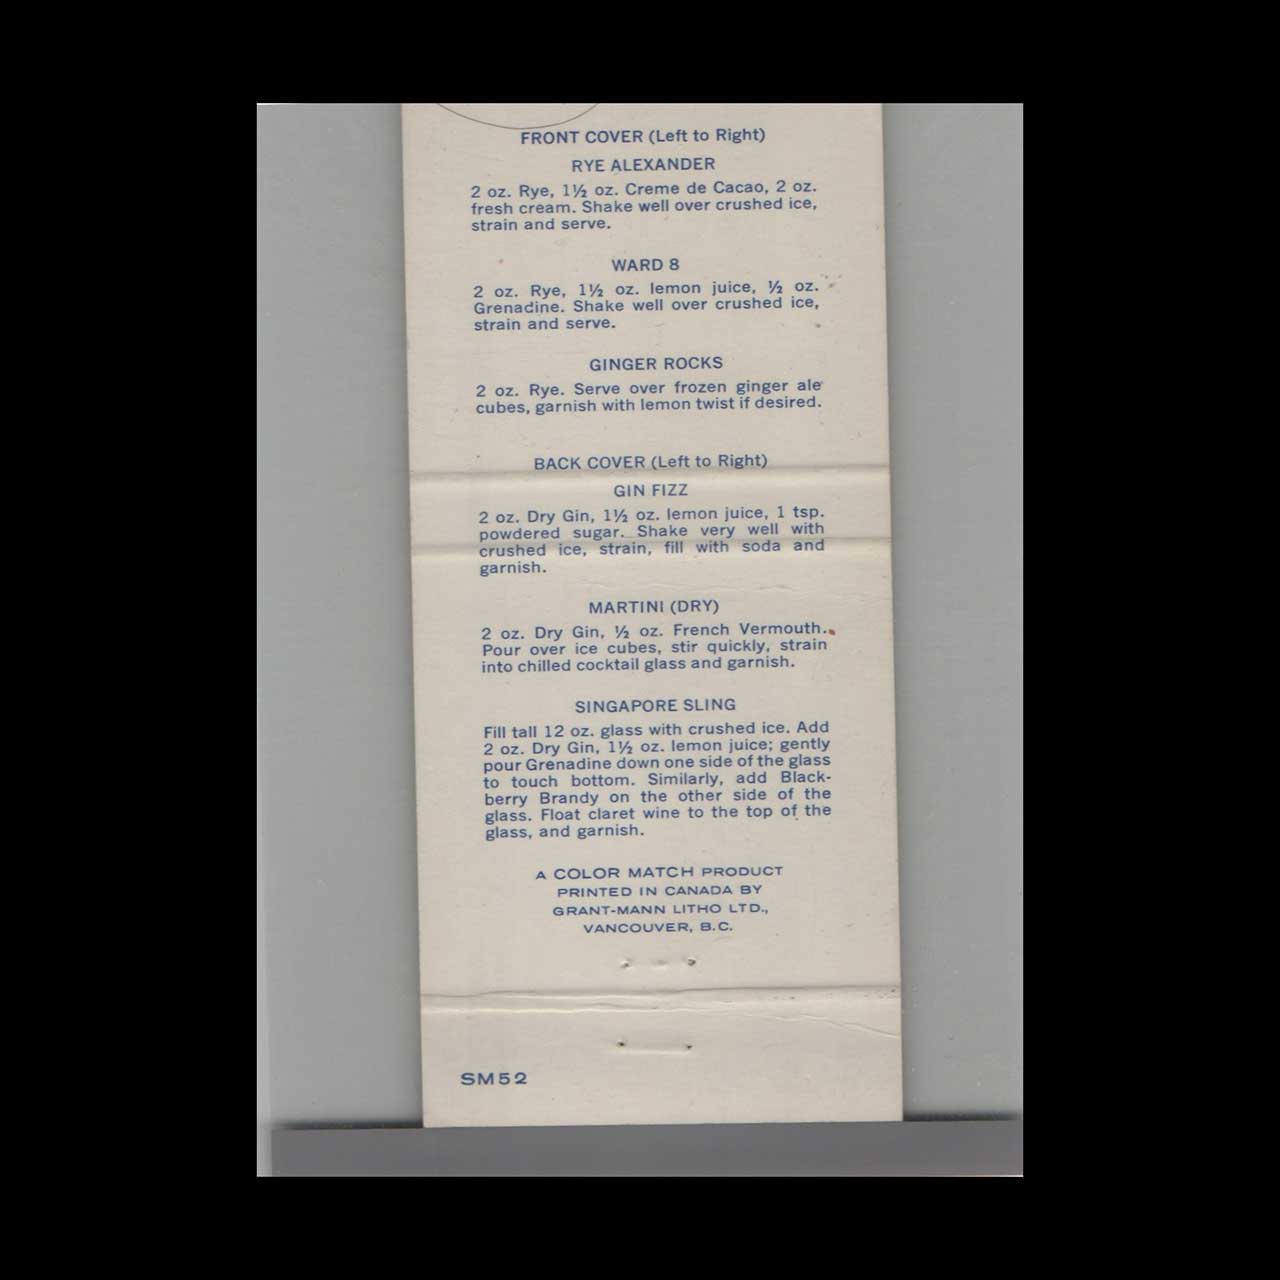 FRONT COVER (Left to Right)
RYE ALEXANDER
2 oz. Rye, 1½ oz. Creme de Cacao, 2 oz.
fresh cream. Shake well over crushed ice,
strain and serve.
WARD 8
2 oz. Rye, 1½ oz. lemon juice, ½ oz.
Grenadine. Shake well over crushed ice,
strain and serve.
GINGER ROCKS
2 oz. Rye. Serve over frozen ginger ale
cubes, garnish with lemon twist if desired.
BACK COVER (Left to Right)
GIN FIZZ
2 oz. Dry Gin, 1½ oz. lemon juice, 1 tsp.
powdered sugar. Shake very well with
crushed ice, strain, fill with soda and
garnish.
MARTINI (DRY)
2 oz. Dry Gin, ½ oz. French Vermouth.
Pour over ice cubes, stir quickly, strain
into chilled cocktail glass and garnish.
SINGAPORE SLING
Fill tall 12 oz. glass with crushed ice. Add
2 oz. Dry Gin, 1½ oz. lemon juice; gently
pour Grenadine down one side of the glass
to touch bottom. Similarly, add Black-
berry Brandy on the other side of the
glass. Float claret wine to the top of the
glass, and garnish.
A COLOR MATCH PRODUCT
PRINTED IN CANADA BY
GRANT-MANN LITHO LTD.,
VANCOUVER, B.C.
SM52